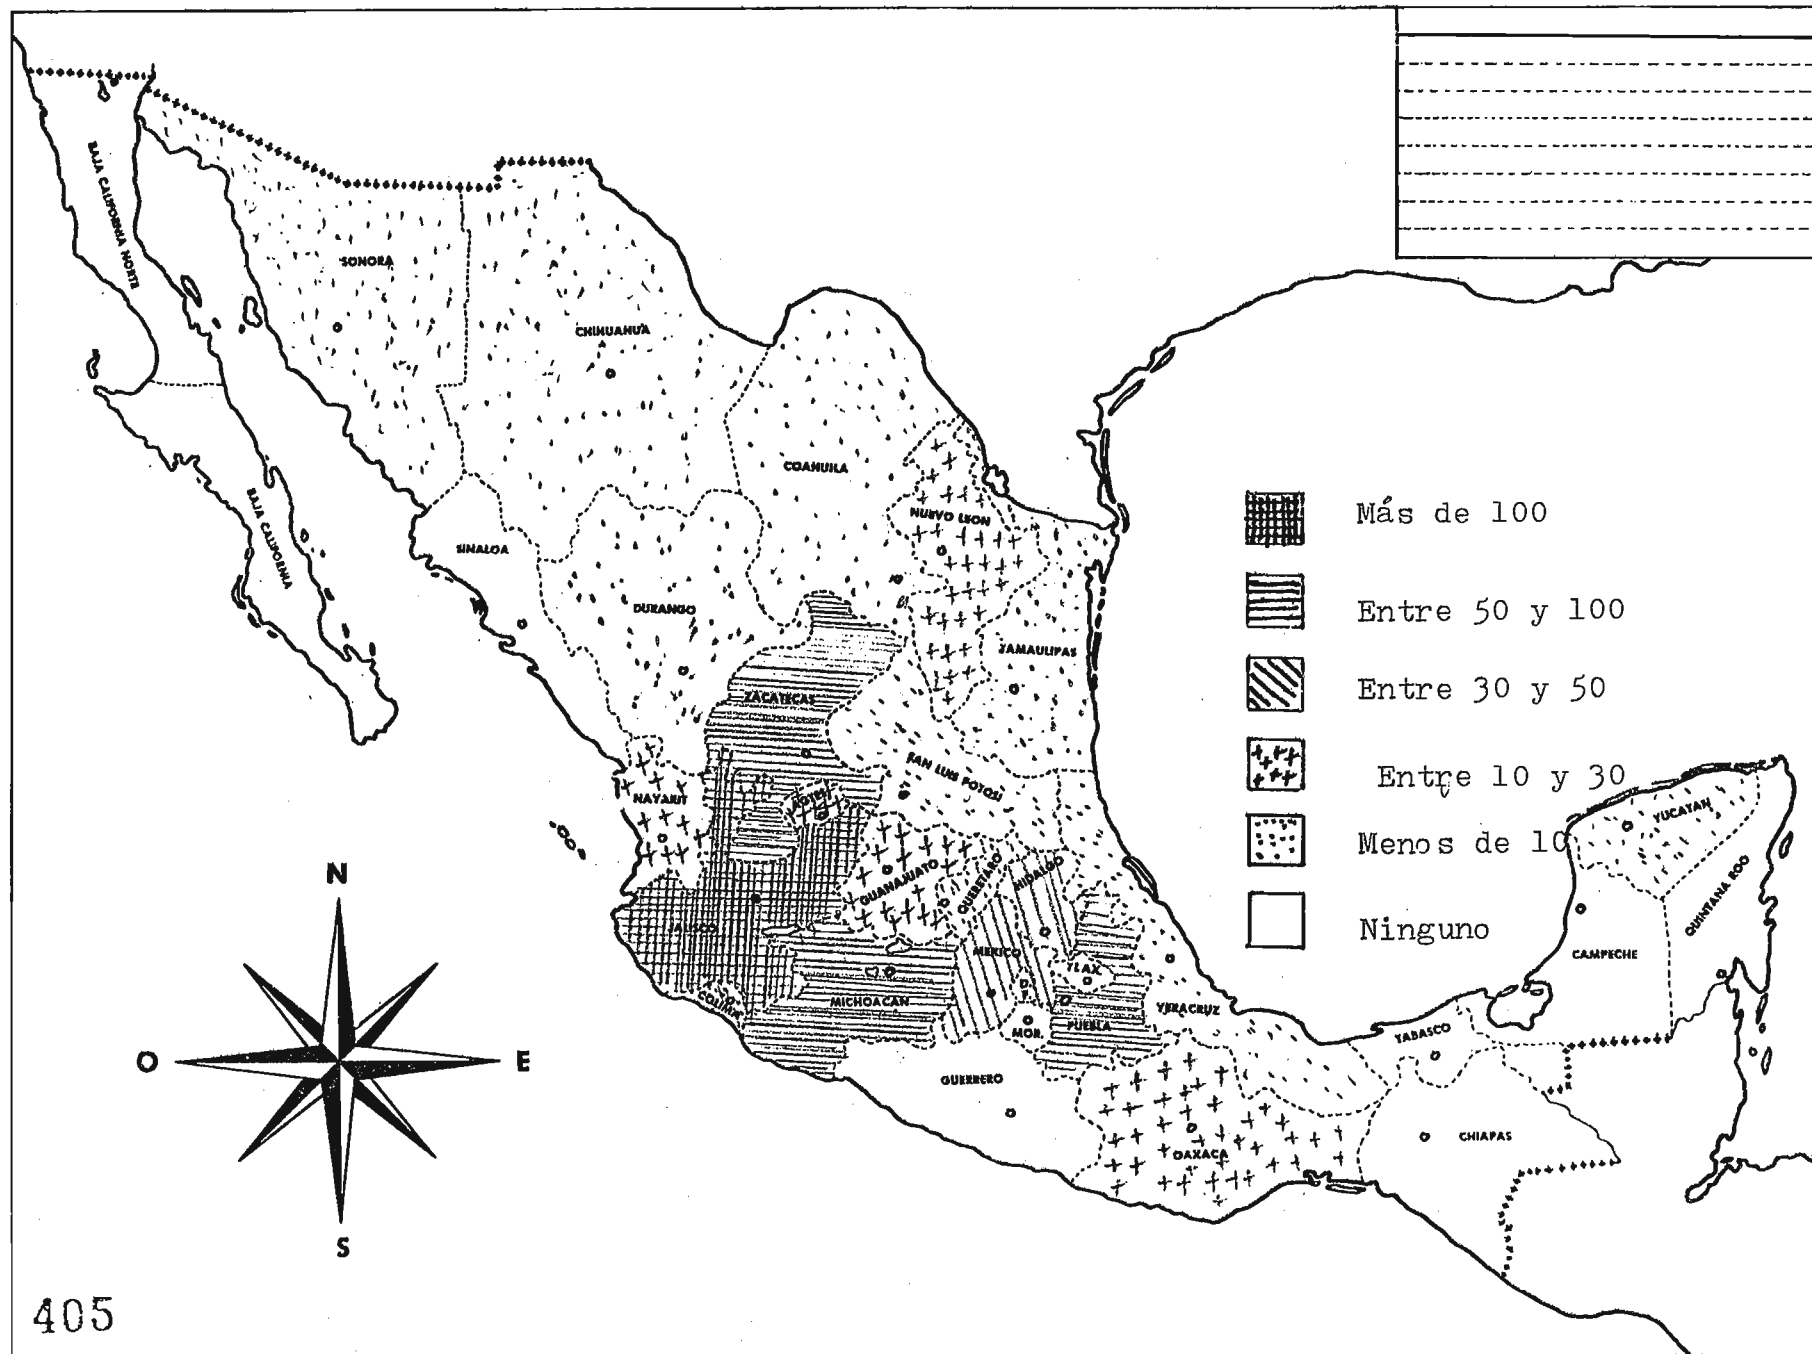 BAJA CALIFORNIA NORTE
SONORA
CHIHUAHUA
COAHUILA
BAJA CALIFORNIA
SINALOA
NUEVO LEON
DURANGO
TAMAULIPAS
ZACATECAS
SAN LUIS POTOSI
NAYARIT
AGTES
GUANAJUATO
QUERETARO
HIDALGO
JALISCO
MEXICO
TLAX.
COLIMA
MICHOACAN
MOR.
PUEBLA
VERACRUZ
GUERRERO
OAXACA
TABASCO
CHIAPAS
CAMPECHE
YUCATAN
QUINTANA ROO
Más de 100
Entre 50 y 100
Entre 30 y 50
Entre 10 y 30
Menos de 10
Ninguno
N
O
E
S
405